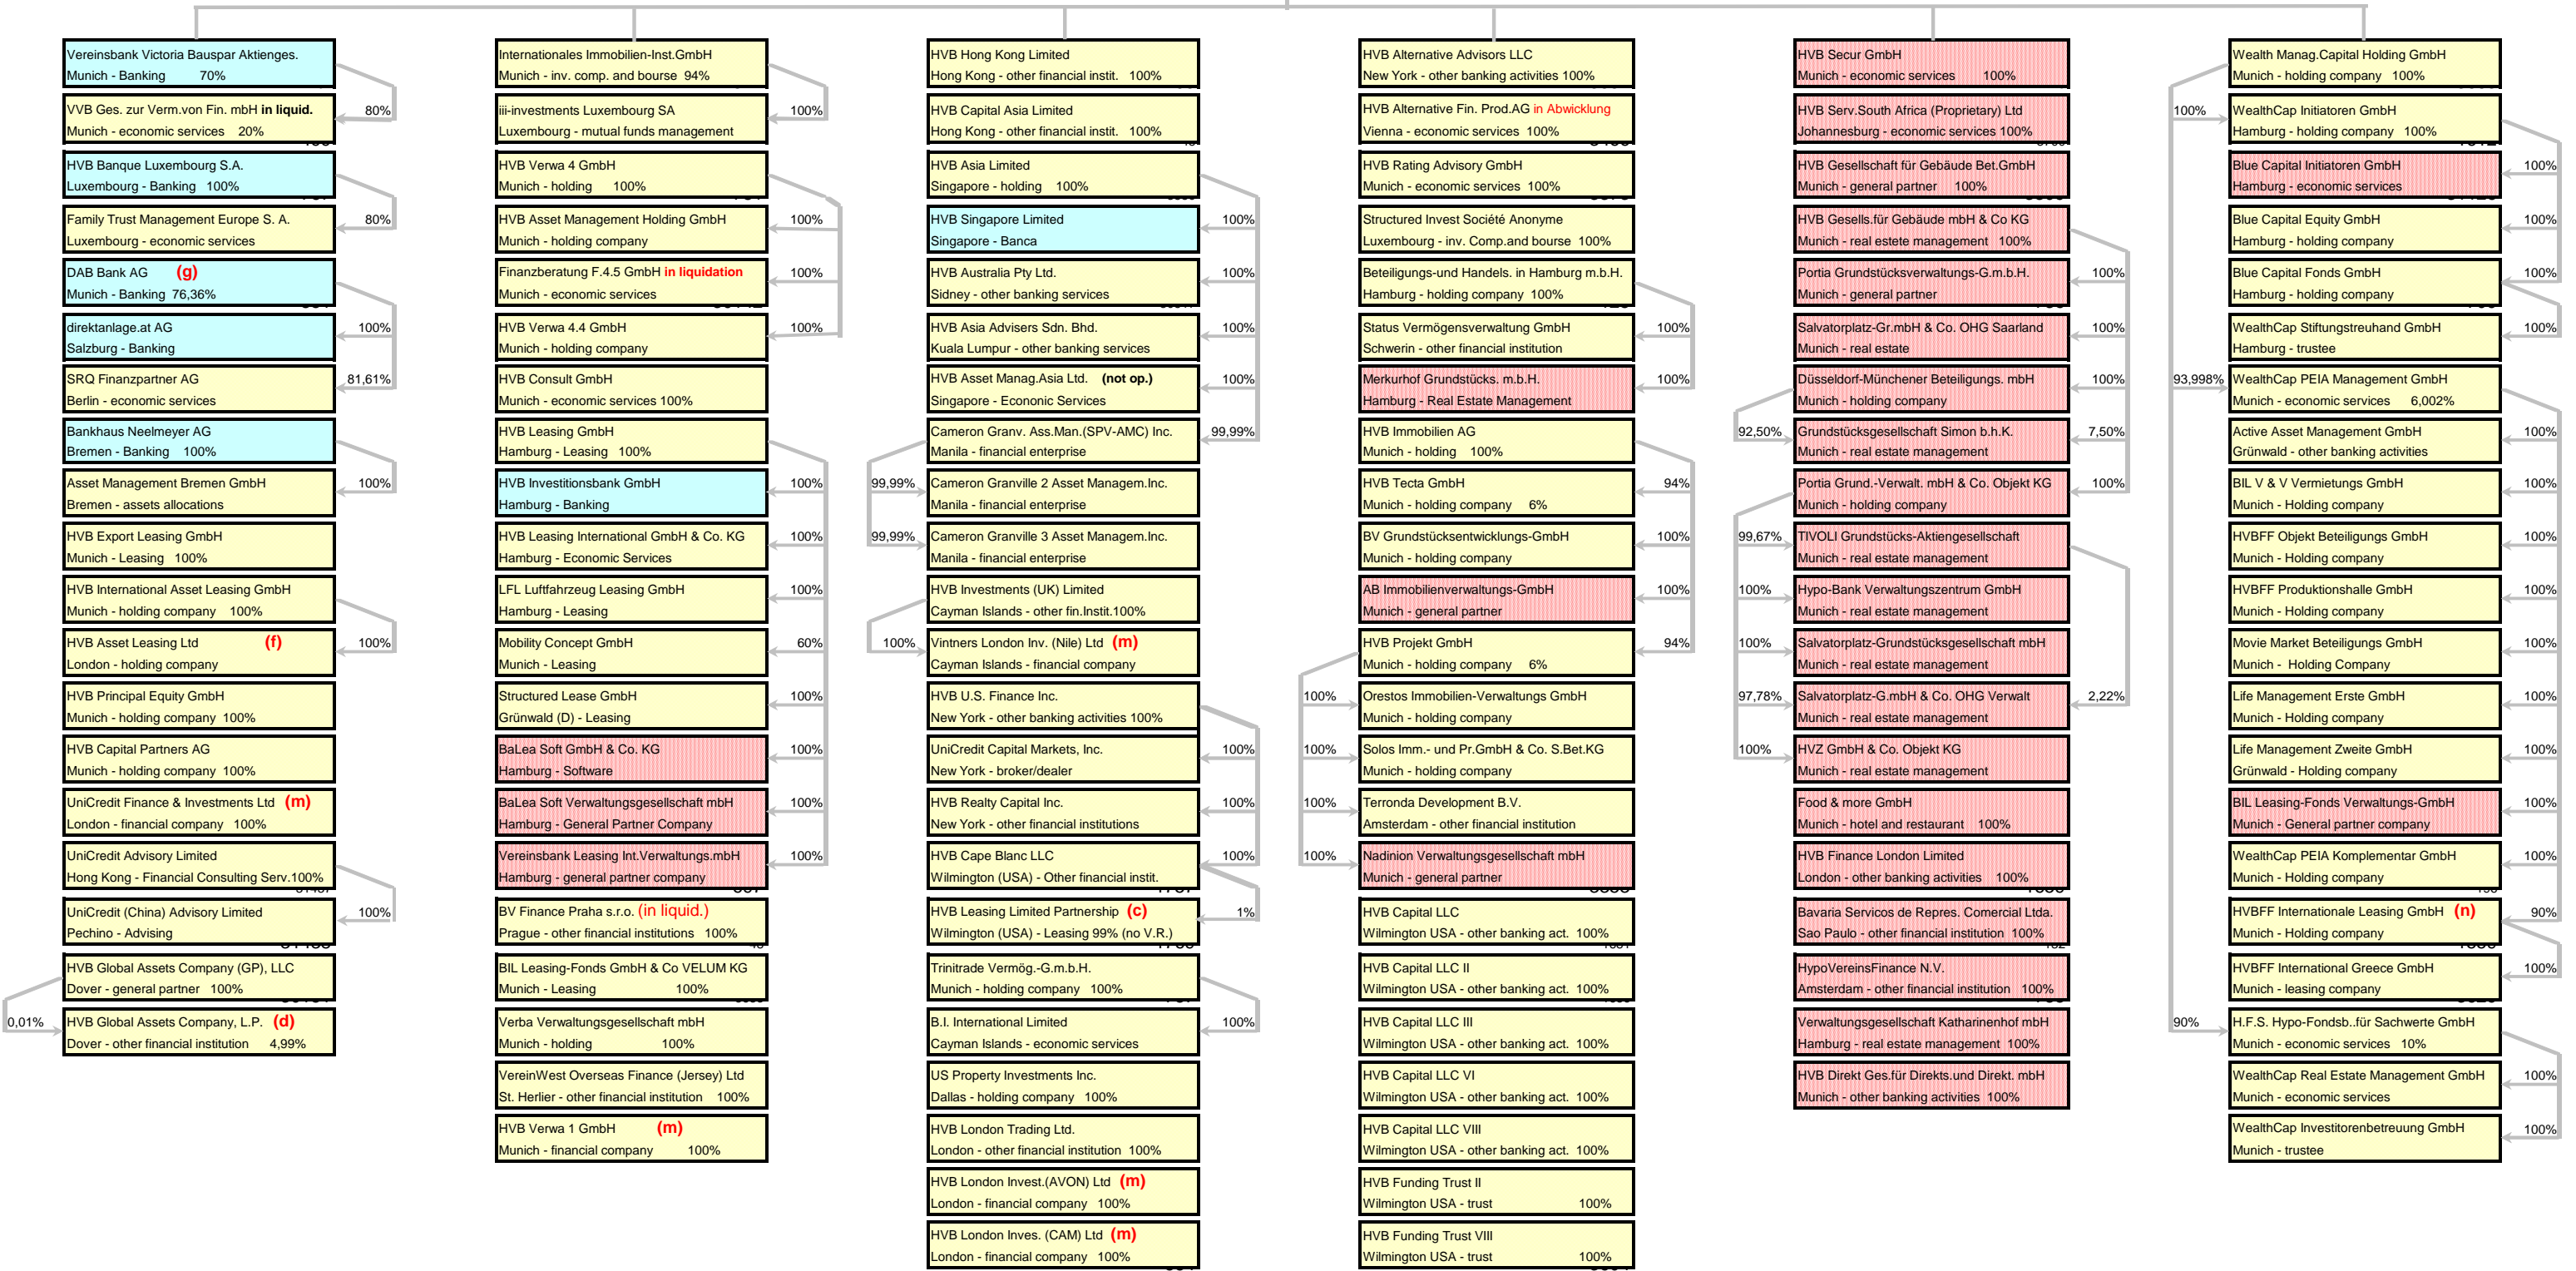 Vereinsbank Victoria Bauspar Aktienges.
Munich - Banking 70%
VVB Ges. zur Verm.von Fin. mbH in liquid.
Munich - economic services 20%
80%
HVB Banque Luxembourg S.A.
Luxembourg - Banking 100%
Family Trust Management Europe S. A.
Luxembourg - economic services
80%
DAB Bank AG (g)
Munich - Banking 76,36%
direktanlage.at AG
Salzburg - Banking
100%
SRQ Finanzpartner AG
Berlin - economic services
81,61%
Bankhaus Neelmeyer AG
Bremen - Banking 100%
Asset Management Bremen GmbH
Bremen - assets allocations
100%
HVB Export Leasing GmbH
Munich - Leasing 100%
HVB International Asset Leasing GmbH
Munich - holding company 100%
HVB Asset Leasing Ltd (f)
London - holding company
100%
HVB Principal Equity GmbH
Munich - holding company 100%
HVB Capital Partners AG
Munich - holding company 100%
UniCredit Finance & Investments Ltd (m)
London - financial company 100%
UniCredit Advisory Limited
Hong Kong - Financial Consulting Serv.100%
UniCredit (China) Advisory Limited
Pechino - Advising
100%
HVB Global Assets Company (GP), LLC
Dover - general partner 100%
0,01%
HVB Global Assets Company, L.P. (d)
Dover - other financial institution 4,99%
Internationales Immobilien-Inst.GmbH
Munich - inv. comp. and bourse 94%
iii-investments Luxembourg SA
Luxembourg - mutual funds management
100%
HVB Verwa 4 GmbH
Munich - holding 100%
HVB Asset Management Holding GmbH
Munich - holding company
100%
Finanzberatung F.4.5 GmbH in liquidation
Munich - economic services
100%
HVB Verwa 4.4 GmbH
Munich - holding company
100%
HVB Consult GmbH
Munich - economic services 100%
HVB Leasing GmbH
Hamburg - Leasing 100%
HVB Investitionsbank GmbH
Hamburg - Banking
100%
HVB Leasing International GmbH & Co. KG
Hamburg - Economic Services
100%
LFL Luftfahrzeug Leasing GmbH
Hamburg - Leasing
100%
Mobility Concept GmbH
Munich - Leasing
60%
Structured Lease GmbH
Grünwald (D) - Leasing
100%
BaLea Soft GmbH & Co. KG
Hamburg - Software
100%
BaLea Soft Verwaltungsgesellschaft mbH
Hamburg - General Partner Company
100%
Vereinsbank Leasing Int.Verwaltungs.mbH
Hamburg - general partner company
100%
BV Finance Praha s.r.o. (in liquid.)
Prague - other financial institutions 100%
BIL Leasing-Fonds GmbH & Co VELUM KG
Munich - Leasing 100%
Verba Verwaltungsgesellschaft mbH
Munich - holding 100%
VereinWest Overseas Finance (Jersey) Ltd
St. Herlier - other financial institution 100%
HVB Verwa 1 GmbH (m)
Munich - financial company 100%
HVB Hong Kong Limited
Hong Kong - other financial instit. 100%
HVB Capital Asia Limited
Hong Kong - other financial instit. 100%
HVB Asia Limited
Singapore - holding 100%
HVB Singapore Limited
Singapore - Banca
100%
HVB Australia Pty Ltd.
Sidney - other banking services
100%
HVB Asia Advisers Sdn. Bhd.
Kuala Lumpur - other banking services
100%
HVB Asset Manag.Asia Ltd. (not op.)
Singapore - Econonic Services
100%
Cameron Granv. Ass.Man.(SPV-AMC) Inc.
Manila - financial enterprise
99,99%
99,99%
Cameron Granville 2 Asset Managem.Inc.
Manila - financial enterprise
99,99%
Cameron Granville 3 Asset Managem.Inc.
Manila - financial enterprise
HVB Investments (UK) Limited
Cayman Islands - other fin.Instit.100%
100%
Vintners London Inv. (Nile) Ltd (m)
Cayman Islands - financial company
HVB U.S. Finance Inc.
New York - other banking activities 100%
UniCredit Capital Markets, Inc.
New York - broker/dealer
100%
HVB Realty Capital Inc.
New York - other financial institutions
100%
HVB Cape Blanc LLC
Wilmington (USA) - Other financial instit.
100%
HVB Leasing Limited Partnership (c)
Wilmington (USA) - Leasing 99% (no V.R.)
1%
Trinitrade Vermög.-G.m.b.H.
Munich - holding company 100%
B.I. International Limited
Cayman Islands - economic services
100%
US Property Investments Inc.
Dallas - holding company 100%
HVB London Trading Ltd.
London - other financial institution 100%
HVB London Invest.(AVON) Ltd (m)
London - financial company 100%
HVB London Inves. (CAM) Ltd (m)
London - financial company 100%
HVB Alternative Advisors LLC
New York - other banking activities 100%
HVB Alternative Fin. Prod.AG in Abwicklung
Vienna - economic services 100%
HVB Rating Advisory GmbH
Munich - economic services 100%
Structured Invest Société Anonyme
Luxembourg - inv. Comp.and bourse 100%
Beteiligungs-und Handels. in Hamburg m.b.H.
Hamburg - holding company 100%
Status Vermögensverwaltung GmbH
Schwerin - other financial institution
100%
Merkurhof Grundstücks. m.b.H.
Hamburg - Real Estate Management
100%
HVB Immobilien AG
Munich - holding 100%
HVB Tecta GmbH
Munich - holding company 6%
94%
BV Grundstücksentwicklungs-GmbH
Munich - holding company
100%
AB Immobilienverwaltungs-GmbH
Munich - general partner
100%
HVB Projekt GmbH
Munich - holding company 6%
94%
100%
Orestos Immobilien-Verwaltungs GmbH
Munich - holding company
100%
Solos Imm.- und Pr.GmbH & Co. S.Bet.KG
Munich - holding company
100%
Terronda Development B.V.
Amsterdam - other financial institution
100%
Nadinion Verwaltungsgesellschaft mbH
Munich - general partner
HVB Capital LLC
Wilmington USA - other banking act. 100%
HVB Capital LLC II
Wilmington USA - other banking act. 100%
HVB Capital LLC III
Wilmington USA - other banking act. 100%
HVB Capital LLC VI
Wilmington USA - other banking act. 100%
HVB Capital LLC VIII
Wilmington USA - other banking act. 100%
HVB Funding Trust II
Wilmington USA - trust 100%
HVB Funding Trust VIII
Wilmington USA - trust 100%
HVB Secur GmbH
Munich - economic services 100%
HVB Serv.South Africa (Proprietary) Ltd
Johannesburg - economic services 100%
HVB Gesellschaft für Gebäude Bet.GmbH
Munich - general partner 100%
HVB Gesells.für Gebäude mbH & Co KG
Munich - real estete management 100%
Portia Grundstücksverwaltungs-G.m.b.H.
Munich - general partner
100%
Salvatorplatz-Gr.mbH & Co. OHG Saarland
Munich - real estate
100%
Düsseldorf-Münchener Beteiligungs. mbH
Munich - holding company
100%
92,50%
Grundstücksgesellschaft Simon b.h.K.
Munich - real estate management
7,50%
Portia Grund.-Verwalt. mbH & Co. Objekt KG
Munich - holding company
100%
99,67%
TIVOLI Grundstücks-Aktiengesellschaft
Munich - real estate management
100%
Hypo-Bank Verwaltungszentrum GmbH
Munich - real estate management
100%
Salvatorplatz-Grundstücksgesellschaft mbH
Munich - real estate management
97,78%
Salvatorplatz-G.mbH & Co. OHG Verwalt
Munich - real estate management
2,22%
100%
HVZ GmbH & Co. Objekt KG
Munich - real estate management
Food & more GmbH
Munich - hotel and restaurant 100%
HVB Finance London Limited
London - other banking activities 100%
Bavaria Servicos de Repres. Comercial Ltda.
Sao Paulo - other financial institution 100%
HypoVereinsFinance N.V.
Amsterdam - other financial institution 100%
Verwaltungsgesellschaft Katharinenhof mbH
Hamburg - real estate management 100%
HVB Direkt Ges.für Direkts.und Direkt. mbH
Munich - other banking activities 100%
Wealth Manag.Capital Holding GmbH
Munich - holding company 100%
100%
WealthCap Initiatoren GmbH
Hamburg - holding company 100%
Blue Capital Initiatoren GmbH
Hamburg - economic services
100%
Blue Capital Equity GmbH
Hamburg - holding company
100%
Blue Capital Fonds GmbH
Hamburg - holding company
100%
WealthCap Stiftungstreuhand GmbH
Hamburg - trustee
100%
93,998%
WealthCap PEIA Management GmbH
Munich - economic services 6,002%
Active Asset Management GmbH
Grünwald - other banking activities
100%
BIL V & V Vermietungs GmbH
Munich - Holding company
100%
HVBFF Objekt Beteiligungs GmbH
Munich - Holding company
100%
HVBFF Produktionshalle GmbH
Munich - Holding company
100%
Movie Market Beteiligungs GmbH
Munich - Holding Company
100%
Life Management Erste GmbH
Munich - Holding company
100%
Life Management Zweite GmbH
Grünwald - Holding company
100%
BIL Leasing-Fonds Verwaltungs-GmbH
Munich - General partner company
100%
WealthCap PEIA Komplementar GmbH
Munich - Holding company
100%
HVBFF Internationale Leasing GmbH (n)
Munich - Holding company
90%
HVBFF International Greece GmbH
Munich - leasing company
100%
90%
H.F.S. Hypo-Fondsb..für Sachwerte GmbH
Munich - economic services 10%
WealthCap Real Estate Management GmbH
Munich - economic services
100%
WealthCap Investitorenbetreuung GmbH
Munich - trustee
100%